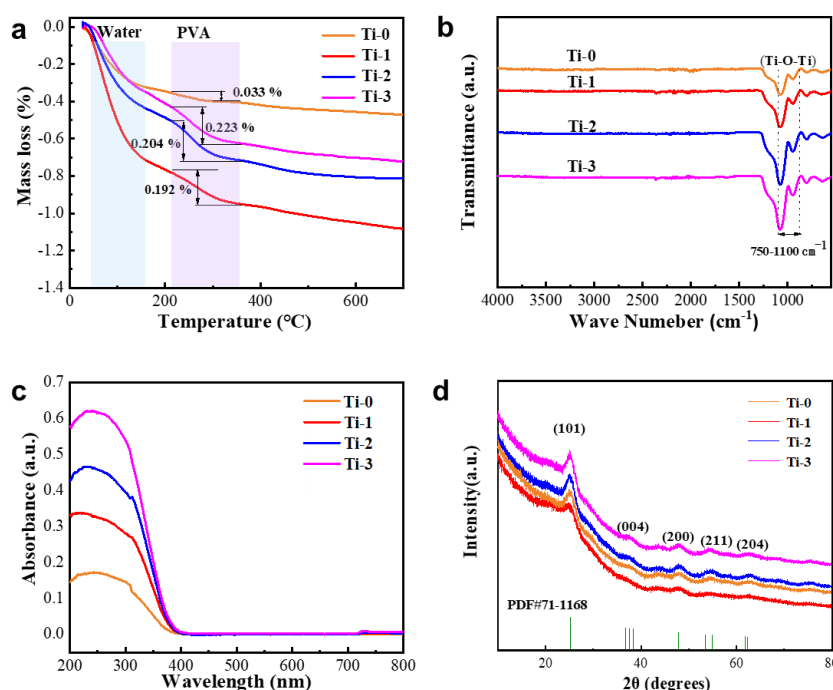 a
Water
PVA
Ti-0
Ti-1
Ti-2
Ti-3
0.033 %
0.223 %
0.204 %
0.192 %
0.0
-0.2
-0.4
-0.6
-0.8
-1.0
-1.2
-1.4
Mass loss (%)
0
200
400
600
Temperature (°C)
b
Ti-0
(Ti-O-Ti)
Ti-1
Ti-2
Ti-3
750-1100 cm⁻¹
Transmittance (a.u.)
4000
3500
3000
2500
2000
1500
1000
Wave Numeber (cm⁻¹)
c
Ti-0
Ti-1
Ti-2
Ti-3
0.7
0.6
0.5
0.4
0.3
0.2
0.1
0.0
Absorbance (a.u.)
200
300
400
500
600
700
800
Wavelength (nm)
d
Ti-0
Ti-1
Ti-2
Ti-3
(101)
(004)
(200)
(211)
(204)
PDF#71-1168
Intensity(a.u.)
20
40
60
80
2θ (degrees)